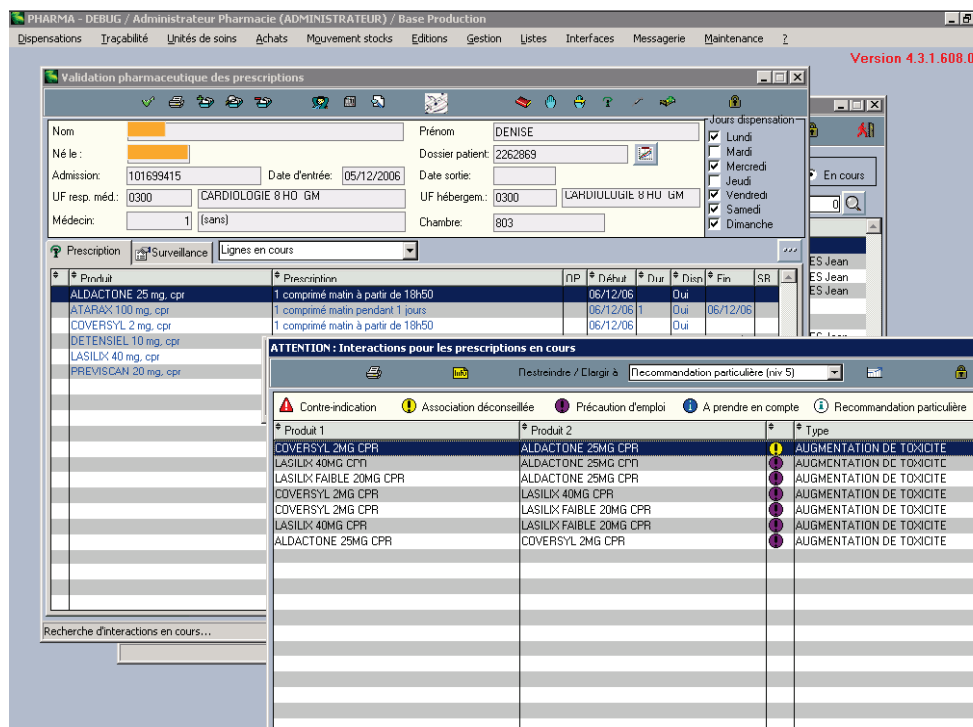 PHARMA - DEBUG / Administrateur Pharmacie (ADMINISTRATEUR) / Base Production
Dispensations Traçabilité Unités de soins Achats Mouvement stocks Editions Gestion Listes Interfaces Messagerie Maintenance ?
Version 4.3.1.608.0
Validation pharmaceutique des prescriptions
Nom Prénom DENISE
Jours dispensation
Né le : Dossier patient: 2262869
Admission: 101699415 Date d'entrée: 05/12/2006 Date sortie:
UF resp. méd.: 0300 CARDIOLOGIE 8 HO GM UF hébergem.: 0300 CARDIOLOGIE 8 HO GM
Médecin: 1 (sans) Chambre: 803
Lundi
Mardi
Mercredi
Jeudi
Vendredi
Samedi
Dimanche
En cours
0
Prescription Surveillance Lignes en cours
Produit Prescription OP Début Dur Disp Fin SR
ALDACTONE 25 mg, cpr 1 comprimé matin à partir de 18h50 06/12/06 Oui
ATARAX 100 mg, cpr 1 comprimé matin pendant 1 jours 06/12/06 1 Oui 06/12/06
COVERSYL 2 mg, cpr 1 comprimé matin à partir de 18h50 06/12/06 Oui
DETENSIEL 10 mg, cpr
LASILIX 40 mg, cpr
PREVISCAN 20 mg, cpr
ES Jean
ES Jean
ES Jean
ATTENTION : Interactions pour les prescriptions en cours
Info Restreindre / Elargir à Recommandation particulière (niv 5)
Contre-indication Association déconseillée Précaution d'emploi A prendre en compte Recommandation particulière
Produit 1 Produit 2 Type
COVERSYL 2MG CPR ALDACTONE 25MG CPR AUGMENTATION DE TOXICITE
LASILIX 40MG CPR ALDACTONE 25MG CPR AUGMENTATION DE TOXICITE
LASILIX FAIBLE 20MG CPR ALDACTONE 25MG CPR AUGMENTATION DE TOXICITE
COVERSYL 2MG CPR LASILIX 40MG CPR AUGMENTATION DE TOXICITE
COVERSYL 2MG CPR LASILIX FAIBLE 20MG CPR AUGMENTATION DE TOXICITE
LASILIX 40MG CPR LASILIX FAIBLE 20MG CPR AUGMENTATION DE TOXICITE
ALDACTONE 25MG CPR COVERSYL 2MG CPR AUGMENTATION DE TOXICITE
Recherche d'interactions en cours...